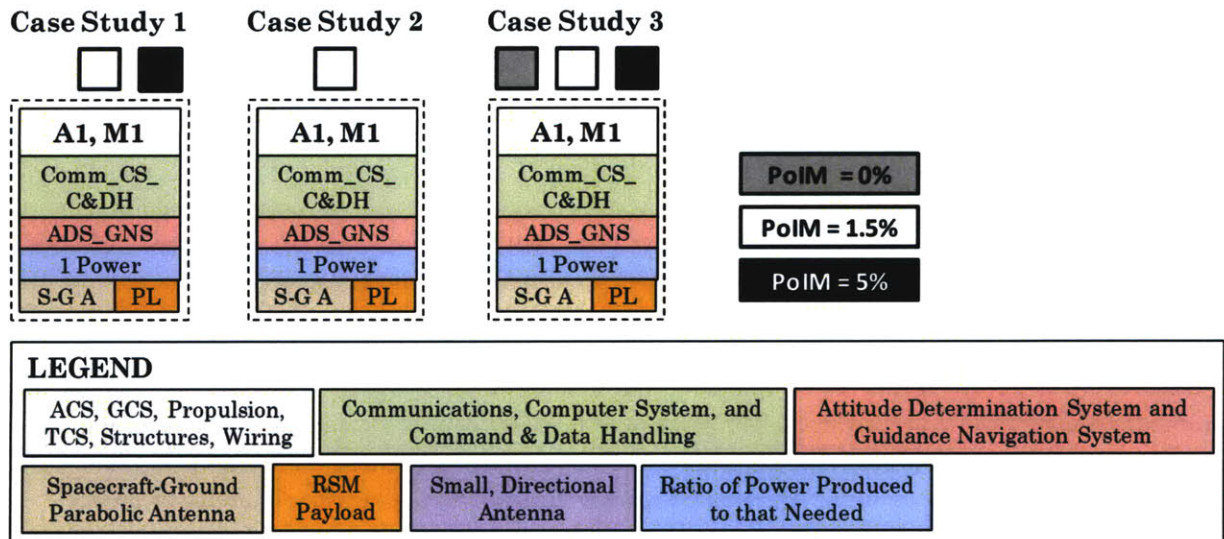 Case Study 1
Case Study 2
Case Study 3
A1, M1
Comm_CS_
C&DH
ADS_GNS
1 Power
S-G A
PL
A1, M1
Comm_CS_
C&DH
ADS_GNS
1 Power
S-G A
PL
A1, M1
Comm_CS_
C&DH
ADS_GNS
1 Power
S-G A
PL
PoIM = 0%
PoIM = 1.5%
PoIM = 5%
LEGEND
ACS, GCS, Propulsion,
TCS, Structures, Wiring
Communications, Computer System, and
Command & Data Handling
Attitude Determination System and
Guidance Navigation System
Spacecraft-Ground
Parabolic Antenna
RSM
Payload
Small, Directional
Antenna
Ratio of Power Produced
to that Needed